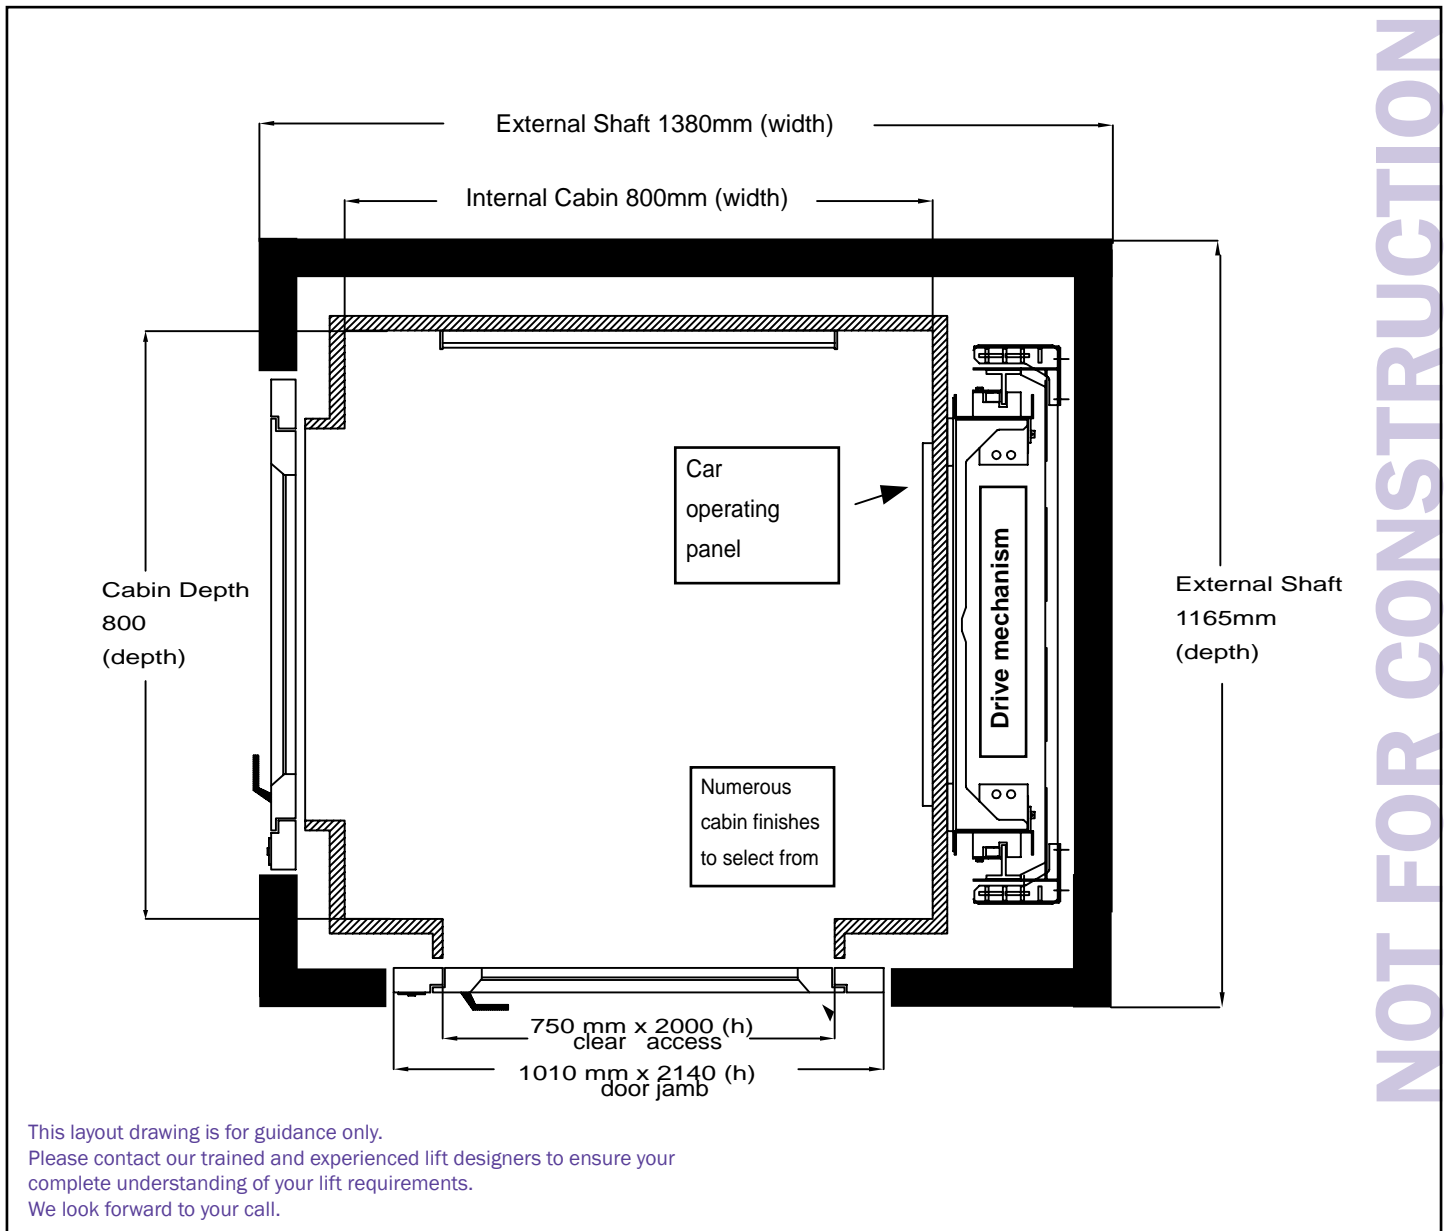 External Shaft 1380mm (width)
Internal Cabin 800mm (width)
NOT FOR CONSTRUCTION
Car
operating
panel
Drive mechanism
Cabin Depth
800
(depth)
External Shaft
1165mm
(depth)
Numerous
cabin finishes
to select from
750 mm x 2000 (h)
clear access
1010 mm x 2140 (h)
door jamb
This layout drawing is for guidance only.
Please contact our trained and experienced lift designers to ensure your
complete understanding of your lift requirements.
We look forward to your call.